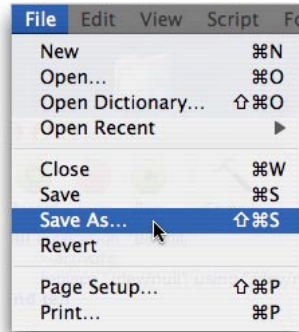 File Edit View Script
New ⌘N
Open... ⌘O
Open Dictionary... ⇧⌘O
Open Recent ▶
Close ⌘W
Save ⌘S
Save As... ⇧⌘S
Revert
Page Setup... ⇧⌘P
Print... ⌘P